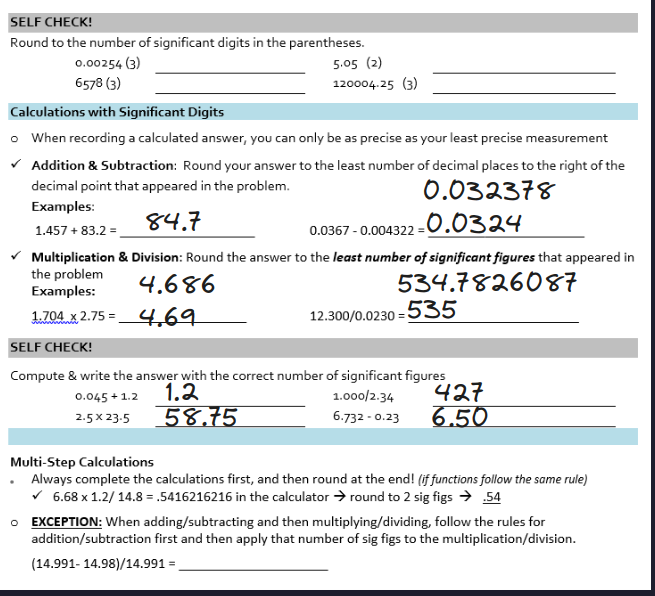 SELF CHECK!
Round to the number of significant digits in the parentheses.
0.00254 (3) ____________ 5.05 (2) ____________
6578 (3) ____________ 120004.25 (3) ____________
Calculations with Significant Digits
o When recording a calculated answer, you can only be as precise as your least precise measurement
✓ Addition & Subtraction: Round your answer to the least number of decimal places to the right of the
decimal point that appeared in the problem.
0.032378
Examples:
1.457 + 83.2 = 84.7 0.0367 - 0.004322 = 0.0324
✓ Multiplication & Division: Round the answer to the least number of significant figures that appeared in
the problem
4.686 534.7826087
Examples:
1.704 x 2.75 = 4.69 12.300/0.0230 = 535
SELF CHECK!
Compute & write the answer with the correct number of significant figures
0.045 + 1.2 1.2 1.000/2.34 427
2.5 X 23.5 58.75 6.732 - 0.23 6.50
Multi-Step Calculations
• Always complete the calculations first, and then round at the end! (if functions follow the same rule)
✓ 6.68 x 1.2/ 14.8 = .5416216216 in the calculator → round to 2 sig figs → .54
o EXCEPTION: When adding/subtracting and then multiplying/dividing, follow the rules for
addition/subtraction first and then apply that number of sig figs to the multiplication/division.
(14.991- 14.98)/14.991 = ____________